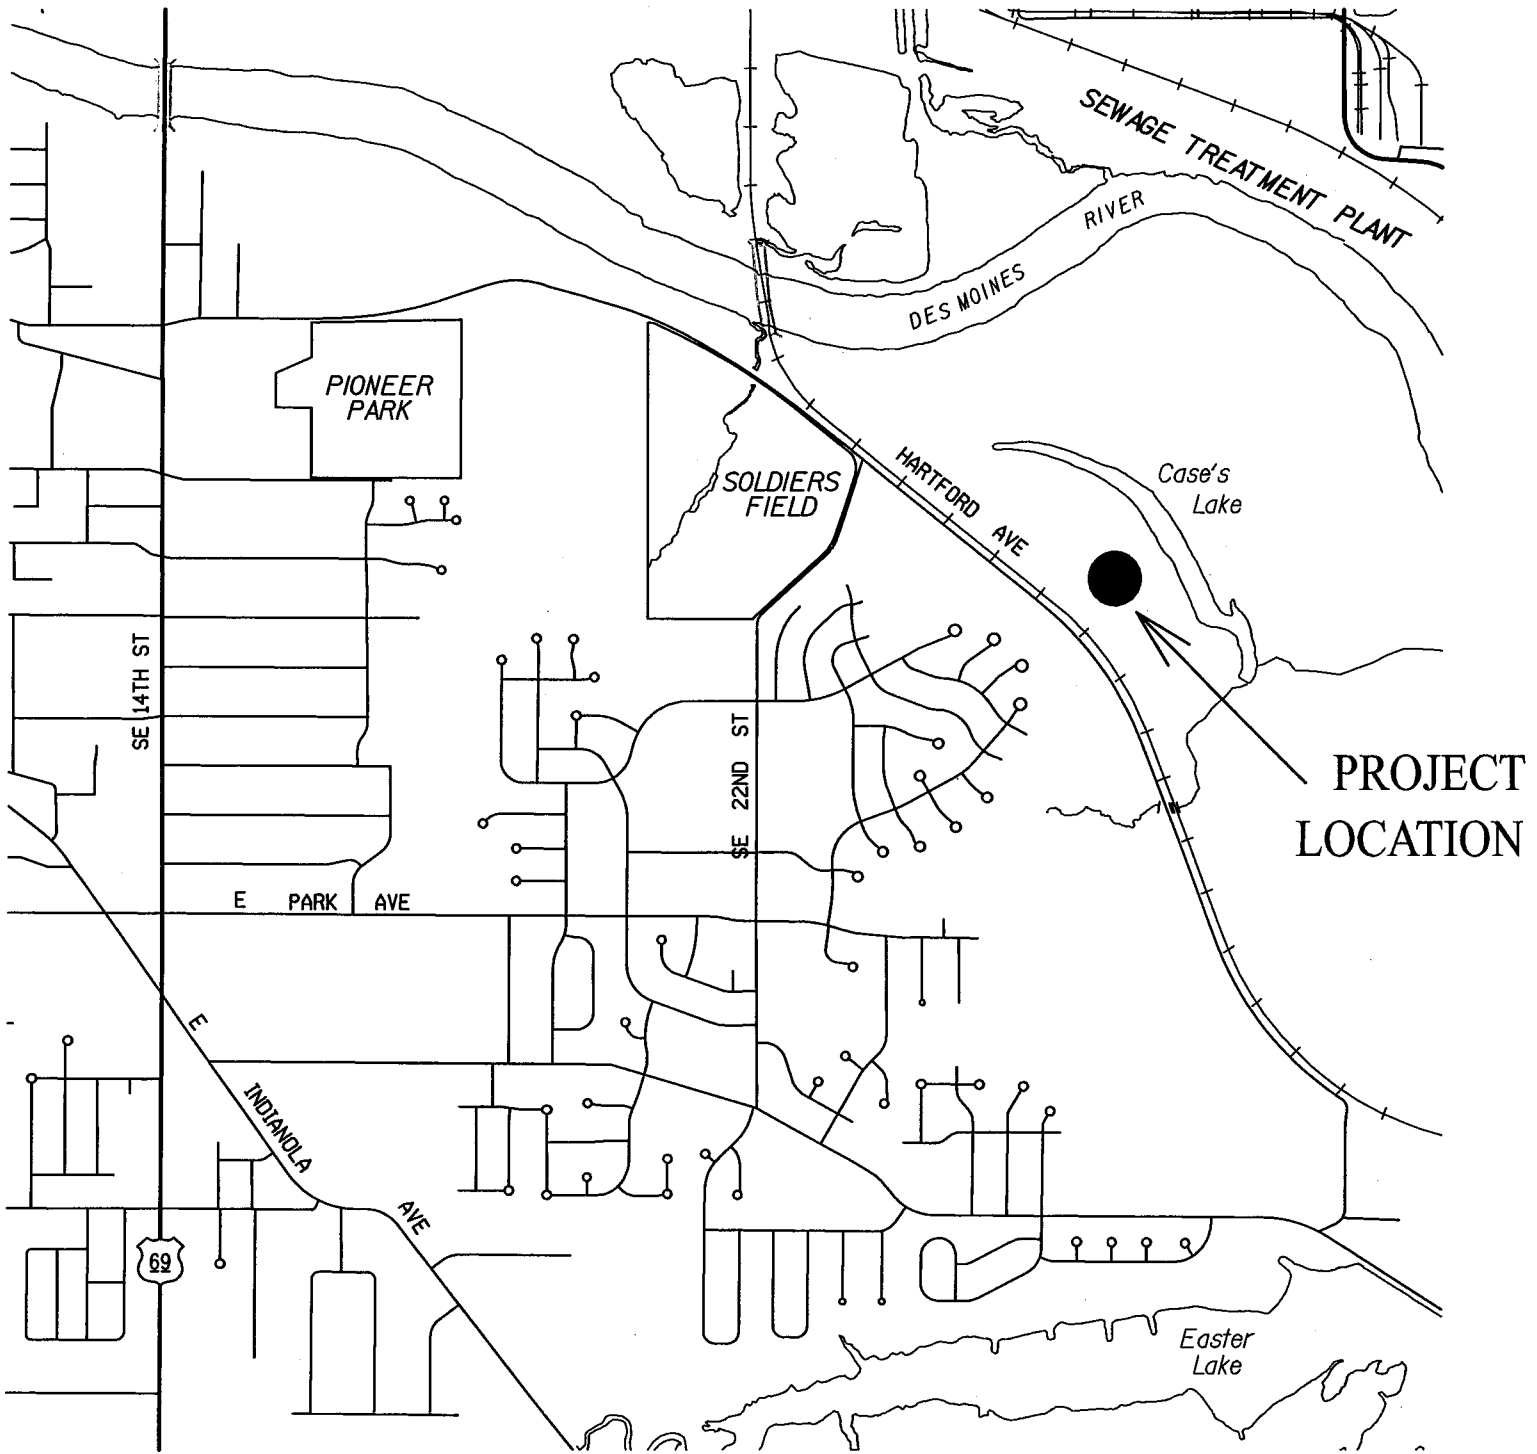 SEWAGE TREATMENT PLANT
RIVER
DES MOINES
PIONEER
PARK
SOLDIERS
FIELD
HARTFORD AVE
Case's
Lake
SE 14TH ST
SE 22ND ST
PROJECT
LOCATION
E PARK AVE
E INDIANOLA AVE
69
Easter
Lake